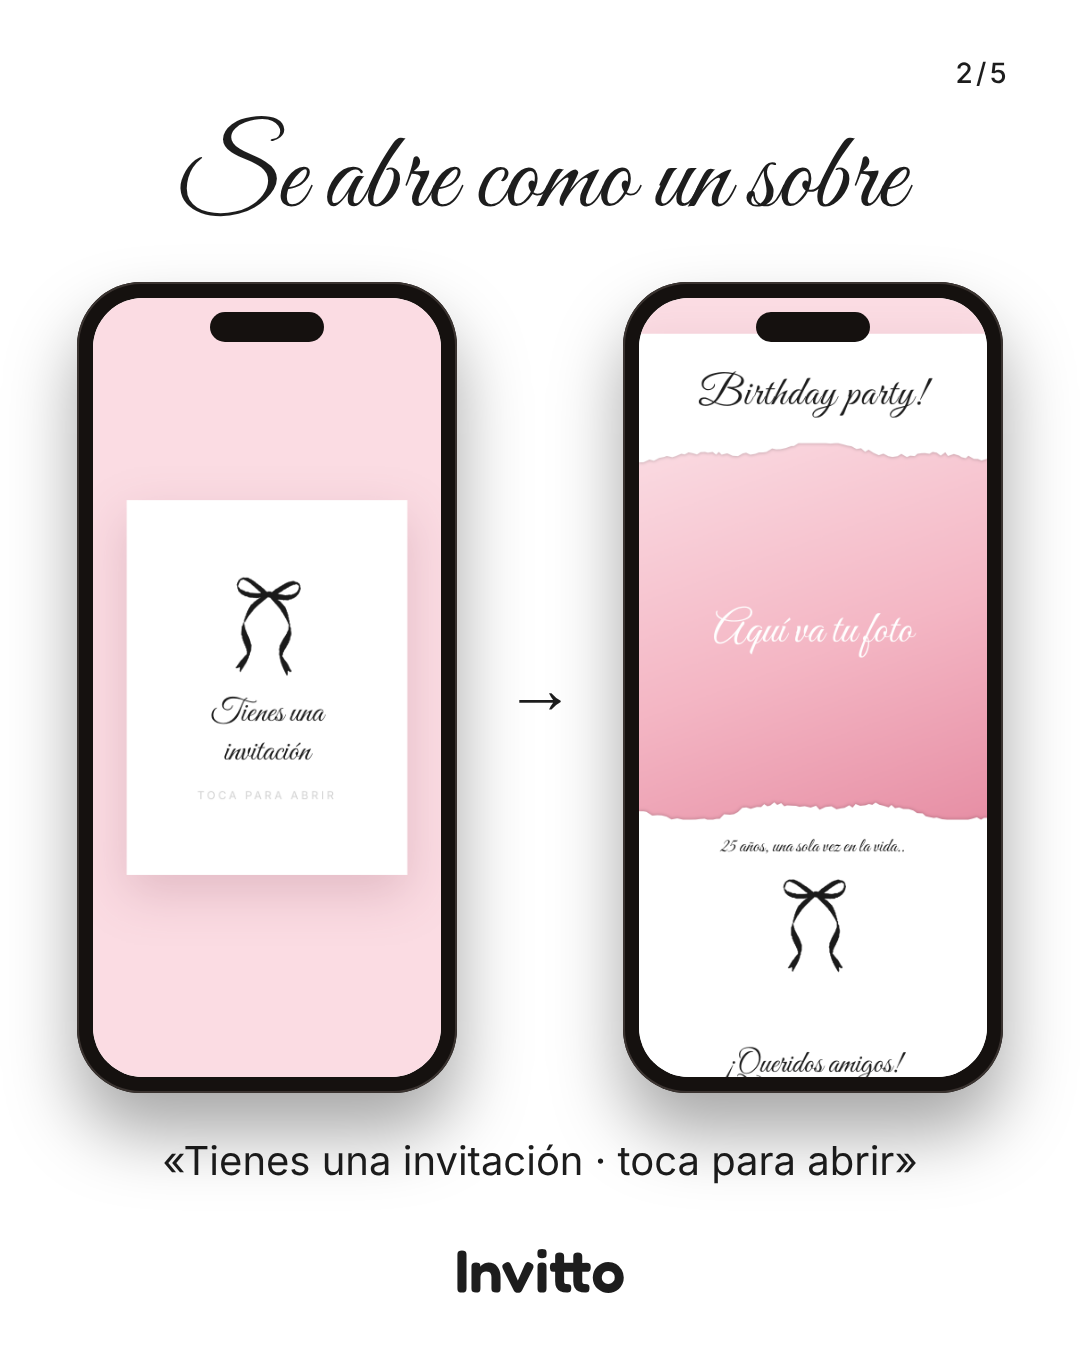 2/5
Se abre como un sobre
Tienes una
invitación
TOCA PARA ABRIR
→
Birthday party!
Aquí va tu foto
25 años, una sola vez en la vida..
¡Queridos amigos!
«Tienes una invitación · toca para abrir»
Invitto